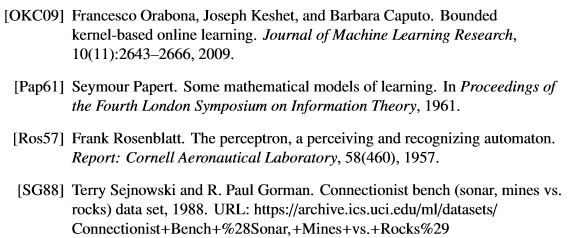 [OKC09] Francesco Orabona, Joseph Keshet, and Barbara Caputo. Bounded
kernel-based online learning. Journal of Machine Learning Research,
10(11):2643–2666, 2009.
[Pap61] Seymour Papert. Some mathematical models of learning. In Proceedings of
the Fourth London Symposium on Information Theory, 1961.
[Ros57] Frank Rosenblatt. The perceptron, a perceiving and recognizing automaton.
Report: Cornell Aeronautical Laboratory, 58(460), 1957.
[SG88] Terry Sejnowski and R. Paul Gorman. Connectionist bench (sonar, mines vs.
rocks) data set, 1988. URL: https://archive.ics.uci.edu/ml/datasets/
Connectionist+Bench+%28Sonar,+Mines+vs.+Rocks%29